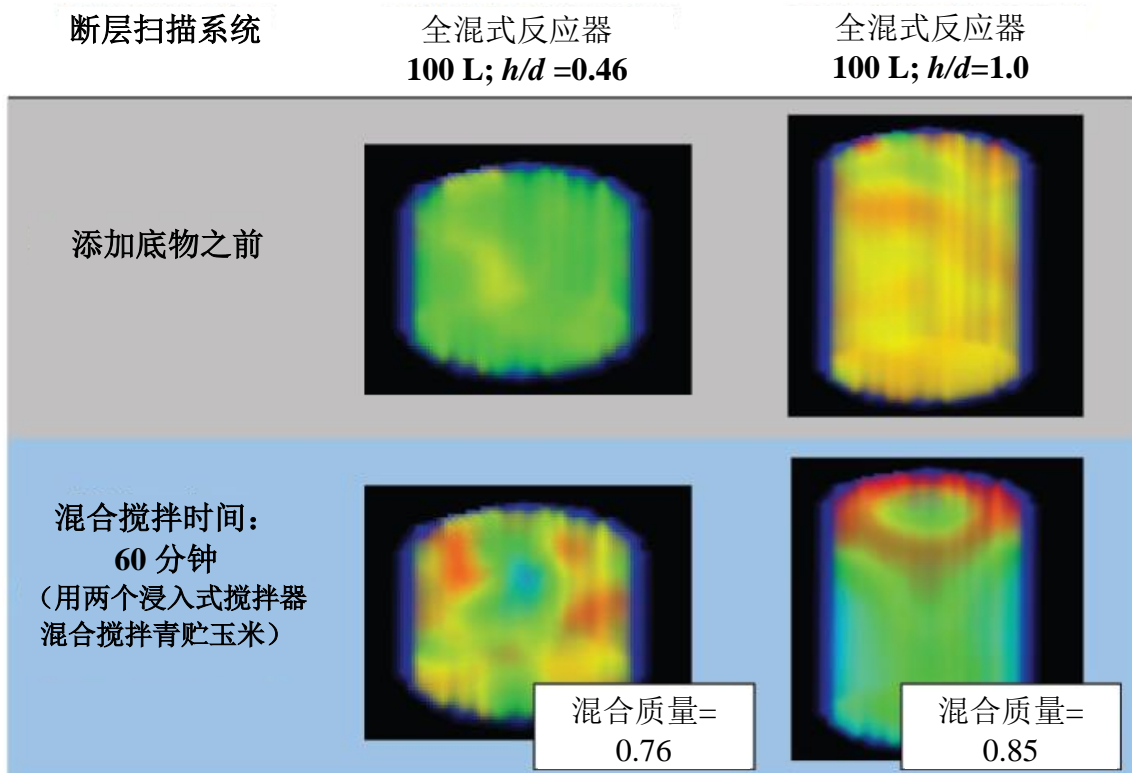 断层扫描系统
全混式反应器
100 L; h/d =0.46
全混式反应器
100 L; h/d=1.0
添加底物之前
混合搅拌时间：
60 分钟
（用两个浸入式搅拌器
混合搅拌青贮玉米）
混合质量=
0.76
混合质量=
0.85